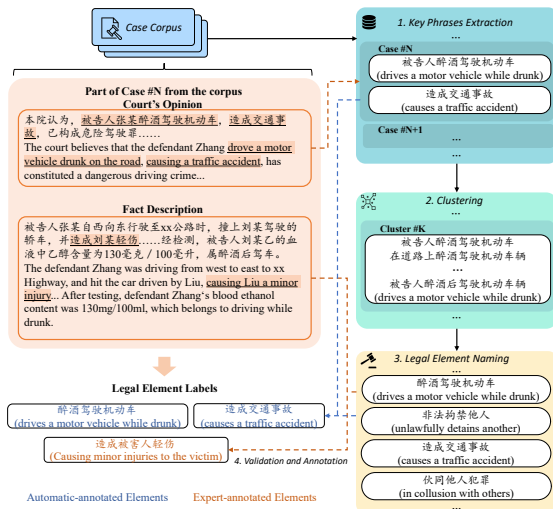 Case Corpus
Part of Case #N from the corpus
Court's Opinion
本院认为，被告人张某醉酒驾驶机动车，造成交通事
故，已构成危险驾驶罪……
The court believes that the defendant Zhang drove a motor
vehicle drunk on the road, causing a traffic accident, has
constituted a dangerous driving crime...
Fact Description
被告人张某自西向东行驶至xx公路时，撞上刘某驾驶的
轿车，并造成刘某轻伤……经检测，被告人刘某乙的血
液中乙醇含量为130毫克／100毫升，属醉酒后驾车。
The defendant Zhang was driving from west to east to xx
Highway, and hit the car driven by Liu, causing Liu a minor
injury... After testing, defendant Zhang's blood ethanol
content was 130mg/100ml, which belongs to driving while
drunk.
Legal Element Labels
醉酒驾驶机动车
(drives a motor vehicle while drunk)
造成交通事故
(causes a traffic accident)
造成被害人轻伤
(Causing minor injuries to the victim)
4. Validation and Annotation
Automatic-annotated Elements
Expert-annotated Elements
1. Key Phrases Extraction
...
Case #N
被告人醉酒驾驶机动车
(drives a motor vehicle while drunk)
造成交通事故
(causes a traffic accident)
Case #N+1
...
2. Clustering
...
Cluster #K
被告人醉酒驾驶机动车
在道路上醉酒驾驶机动车辆
...
被告人醉酒后驾驶机动车辆
(drives a motor vehicle while drunk)
...
3. Legal Element Naming
...
醉酒驾驶机动车
(drives a motor vehicle while drunk)
非法拘禁他人
(unlawfully detains another)
造成交通事故
(causes a traffic accident)
伙同他人犯罪
(in collusion with others)
...